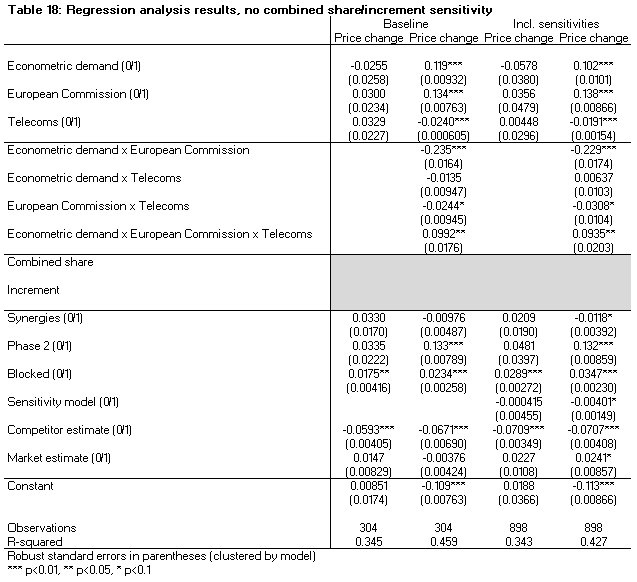 Table 18: Regression analysis results, no combined share/increment sensitivity
Baseline Incl. sensitivities
Price change Price change Price change Price change
Econometric demand (0/1) -0.0255 0.119*** -0.0578 0.102***
(0.0258) (0.00932) (0.0380) (0.0101)
European Commission (0/1) 0.0300 0.134*** 0.0356 0.138***
(0.0234) (0.00763) (0.0479) (0.00866)
Telecoms (0/1) 0.0329 -0.0240*** 0.00448 -0.0191***
(0.0227) (0.000605) (0.0296) (0.00154)
Econometric demand x European Commission -0.235*** -0.229***
(0.0164) (0.0174)
Econometric demand x Telecoms -0.0135 0.00637
(0.00947) (0.0103)
European Commission x Telecoms -0.0244* -0.0308*
(0.00945) (0.0104)
Econometric demand x European Commission x Telecoms 0.0992** 0.0935**
(0.0176) (0.0203)
Combined share
Increment
Synergies (0/1) 0.0330 -0.00976 0.0209 -0.0118*
(0.0170) (0.00487) (0.0190) (0.00392)
Phase 2 (0/1) 0.0335 0.133*** 0.0481 0.132***
(0.0222) (0.00789) (0.0397) (0.00859)
Blocked (0/1) 0.0175** 0.0234*** 0.0289*** 0.0347***
(0.00416) (0.00258) (0.00272) (0.00230)
Sensitivity model (0/1) -0.000415 -0.00401*
(0.00455) (0.00149)
Competitor estimate (0/1) -0.0593*** -0.0671*** -0.0709*** -0.0707***
(0.00405) (0.00690) (0.00349) (0.00408)
Market estimate (0/1) 0.0147 -0.00376 0.0227 0.0241*
(0.00829) (0.00424) (0.0108) (0.00857)
Constant 0.00851 -0.109*** 0.0188 -0.113***
(0.0174) (0.00763) (0.0366) (0.00866)
Observations 304 304 898 898
R-squared 0.345 0.459 0.343 0.427
Robust standard errors in parentheses (clustered by model)
*** p<0.01, ** p<0.05, * p<0.1